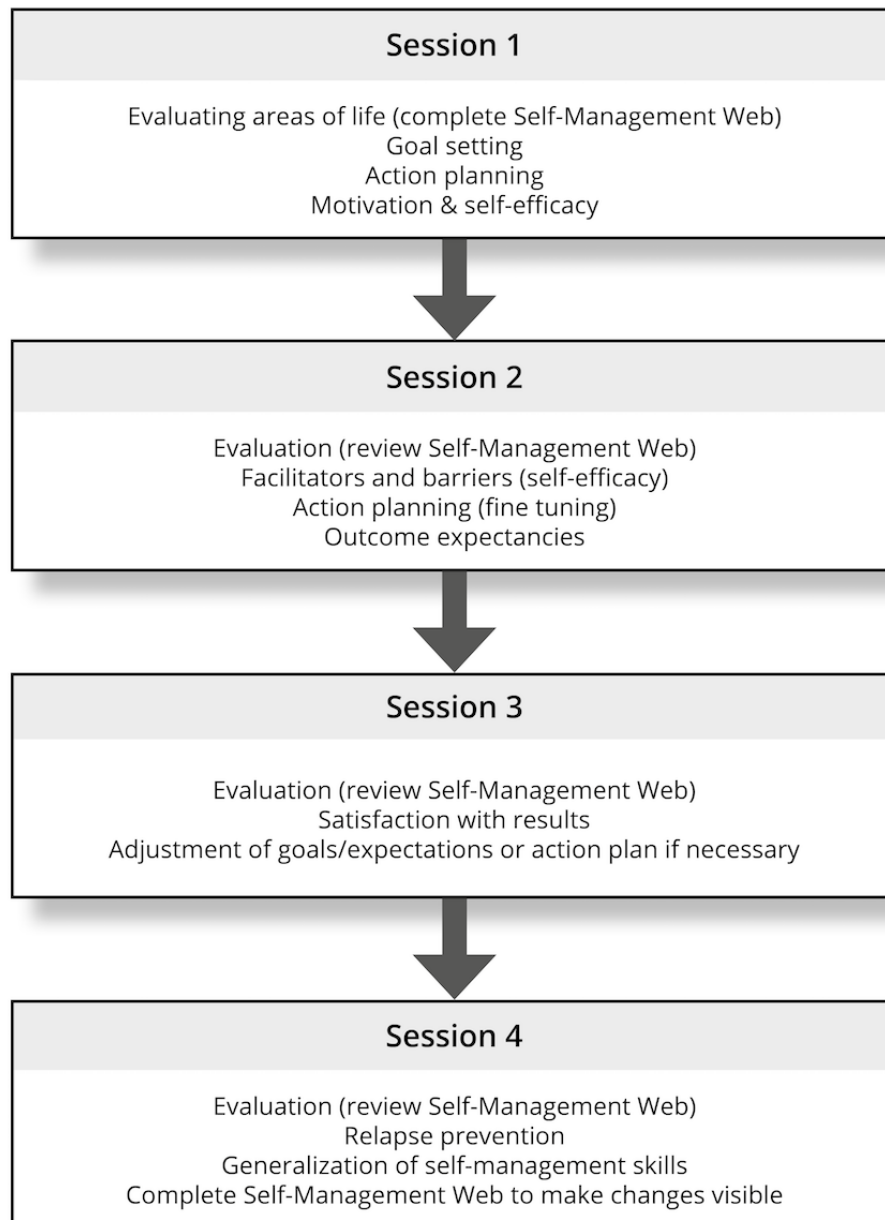 Session 1
Evaluating areas of life (complete Self-Management Web)
Goal setting
Action planning
Motivation & self-efficacy
Session 2
Evaluation (review Self-Management Web)
Facilitators and barriers (self-efficacy)
Action planning (fine tuning)
Outcome expectancies
Session 3
Evaluation (review Self-Management Web)
Satisfaction with results
Adjustment of goals/expectations or action plan if necessary
Session 4
Evaluation (review Self-Management Web)
Relapse prevention
Generalization of self-management skills
Complete Self-Management Web to make changes visible